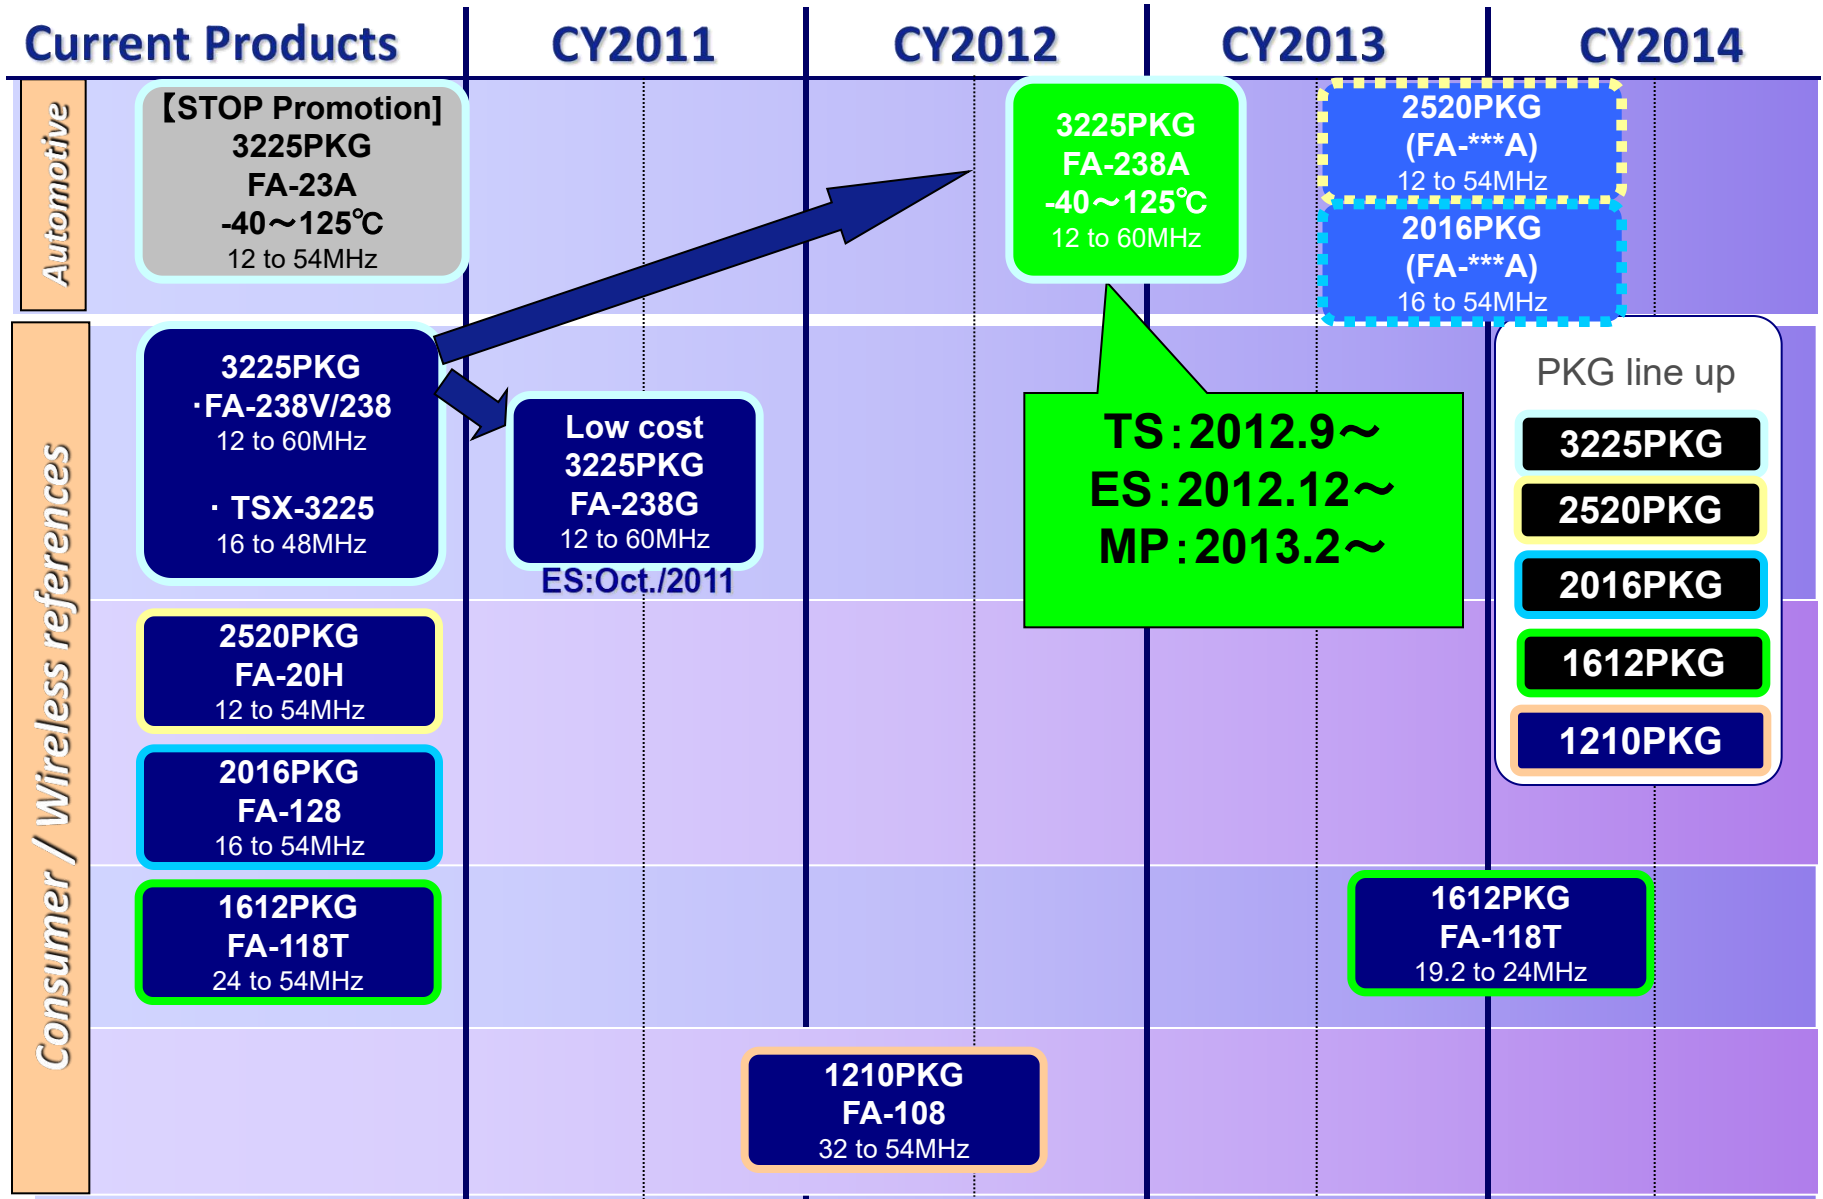 Current Products
CY2011
CY2012
CY2013
CY2014
Automotive
【STOP Promotion]
3225PKG
FA-23A
-40～125℃
12 to 54MHz
3225PKG
FA-238A
-40～125℃
12 to 60MHz
2520PKG
(FA-***A)
12 to 54MHz
2016PKG
(FA-***A)
16 to 54MHz
Consumer / Wireless references
3225PKG
・FA-238V/238
12 to 60MHz
・ TSX-3225
16 to 48MHz
Low cost
3225PKG
FA-238G
12 to 60MHz
ES:Oct./2011
TS：2012.9～
ES：2012.12～
MP：2013.2～
PKG line up
3225PKG
2520PKG
2016PKG
1612PKG
1210PKG
2520PKG
FA-20H
12 to 54MHz
2016PKG
FA-128
16 to 54MHz
1612PKG
FA-118T
24 to 54MHz
1612PKG
FA-118T
19.2 to 24MHz
1210PKG
FA-108
32 to 54MHz